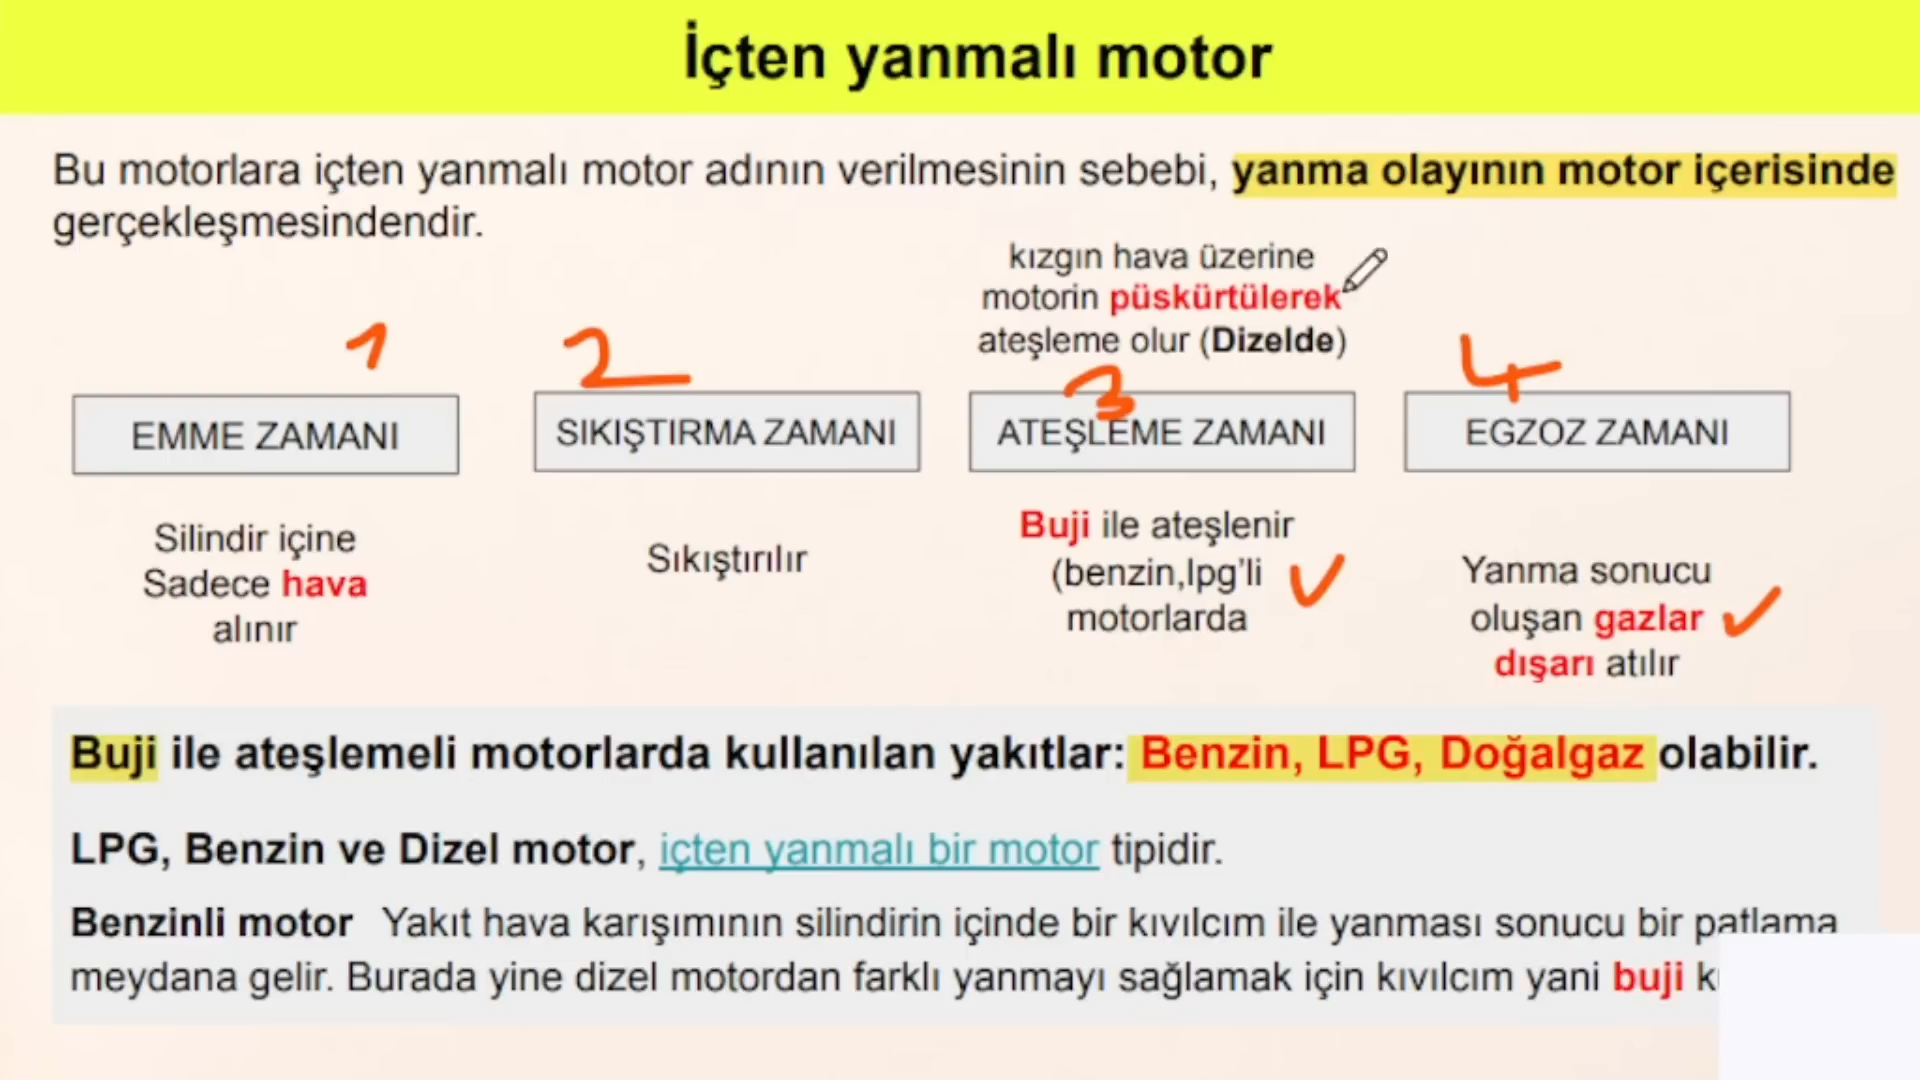 İçten yanmalı motor
Bu motorlara içten yanmalı motor adının verilmesinin sebebi, yanma olayının motor içerisinde
gerçekleşmesindendir.
kızgın hava üzerine
motorin püskürtülerek
ateşleme olur (Dizelde)
1
2
3
4
EMME ZAMANI
SIKIŞTIRMA ZAMANI
ATEŞLEME ZAMANI
EGZOZ ZAMANI
Silindir içine
Sadece hava
alınır
Sıkıştırılır
Buji ile ateşlenir
(benzin,lpg'li
motorlarda
Yanma sonucu
oluşan gazlar
dışarı atılır
Buji ile ateşlemeli motorlarda kullanılan yakıtlar: Benzin, LPG, Doğalgaz olabilir.
LPG, Benzin ve Dizel motor, içten yanmalı bir motor tipidir.
Benzinli motor Yakıt hava karışımının silindirin içinde bir kıvılcım ile yanması sonucu bir patlama
meydana gelir. Burada yine dizel motordan farklı yanmayı sağlamak için kıvılcım yani buji